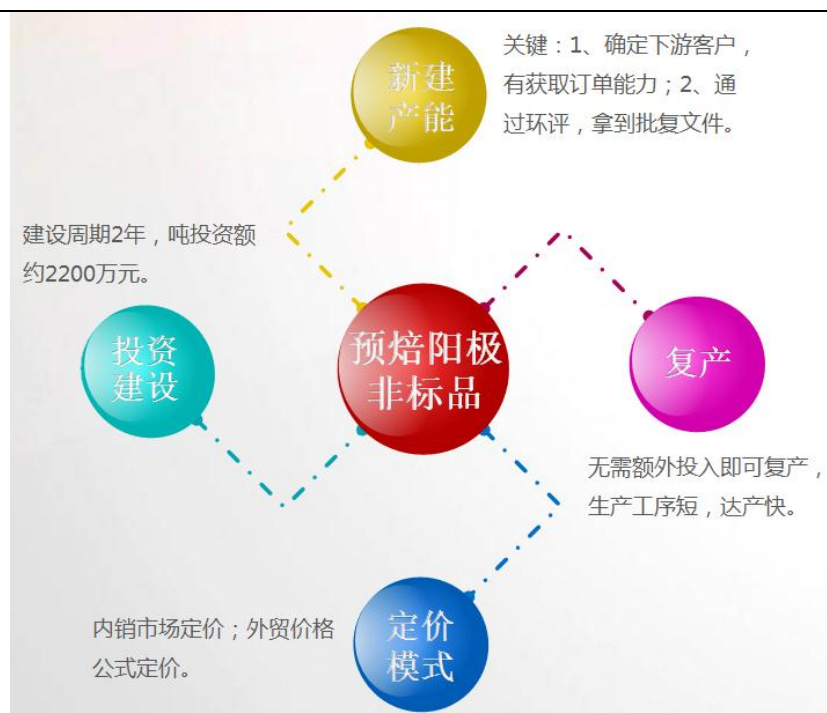 新建
产能
关键：1、确定下游客户，
有获取订单能力；2、通
过环评，拿到批复文件。
建设周期2年，吨投资额
约2200万元。
投资
建设
预焙阳极
非标品
复产
无需额外投入即可复产，
生产工序短，达产快。
内销市场定价；外贸价格
公式定价。
定价
模式